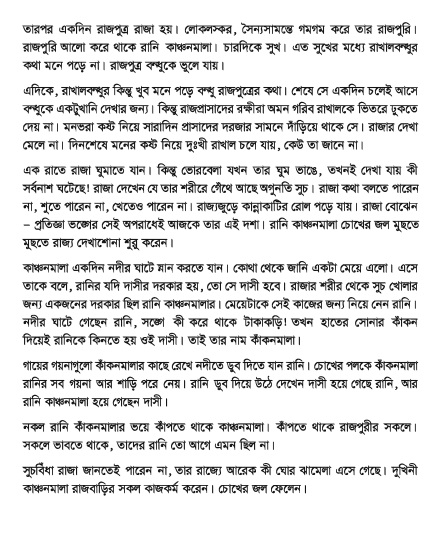 তারপর একদিন রাজপুত্র রাজা হয়। লোকলস্কর, সৈন্যসামন্তে গমগম করে তার রাজপুরি।
রাজপুরি আলো করে থাকে রানি কাঞ্চনমালা। চারদিকে সুখ। এত সুখের মধ্যে রাখালবন্ধুর
কথা মনে পড়ে না। রাজপুত্র বন্ধুকে ভুলে যায়।
এদিকে, রাখালবন্ধুর কিন্তু খুব মনে পড়ে বন্ধু রাজপুত্রের কথা। শেষে সে একদিন চলেই আসে
বন্ধুকে একটুখানি দেখার জন্য। কিন্তু রাজপ্রাসাদের রক্ষীরা অমন গরিব রাখালকে ভিতরে ঢুকতে
দেয় না। মনভরা কষ্ট নিয়ে সারাদিন প্রাসাদের দরজার সামনে দাঁড়িয়ে থাকে সে। রাজার দেখা
মেলে না। দিনশেষে মনের কষ্ট নিয়ে দুঃখী রাখাল চলে যায়, কেউ তা জানে না।
এক রাতে রাজা ঘুমাতে যান। কিন্তু ভোরবেলা যখন তার ঘুম ভাঙে, তখনই দেখা যায় কী
সর্বনাশ ঘটেছে! রাজা দেখেন যে তার শরীরে গেঁথে আছে অগুনতি সুচ। রাজা কথা বলতে পারেন
না, শুতে পারেন না, খেতেও পারেন না। রাজ্যজুড়ে কান্নাকাটির রোল পড়ে যায়। রাজা বোঝেন
– প্রতিজ্ঞা ভঙ্গের সেই অপরাধেই আজকে তার এই দশা। রানি কাঞ্চনমালা চোখের জল মুছতে
মুছতে রাজ্য দেখাশোনা শুরু করেন।
কাঞ্চনমালা একদিন নদীর ঘাটে স্নান করতে যান। কোথা থেকে জানি একটা মেয়ে এলো। এসে
তাকে বলে, রানির যদি দাসীর দরকার হয়, তো সে দাসী হবে। রাজার শরীর থেকে সুচ খোলার
জন্য একজনের দরকার ছিল রানি কাঞ্চনমালার। মেয়েটাকে সেই কাজের জন্য নিয়ে নেন রানি।
নদীর ঘাটে গেছেন রানি, সঙ্গে কী করে থাকে টাকাকড়ি! তখন হাতের সোনার কাঁকন
দিয়েই রানিকে কিনতে হয় ওই দাসী। তাই তার নাম কাঁকনমালা।
গায়ের গয়নাগুলো কাঁকনমালার কাছে রেখে নদীতে ডুব দিতে যান রানি। চোখের পলকে কাঁকনমালা
রানির সব গয়না আর শাড়ি পরে নেয়। রানি ডুব দিয়ে উঠে দেখেন দাসী হয়ে গেছে রানি, আর
রানি কাঞ্চনমালা হয়ে গেছেন দাসী।
নকল রানি কাঁকনমালার ভয়ে কাঁপতে থাকে কাঞ্চনমালা। কাঁপতে থাকে রাজপুরীর সকলে।
সকলে ভাবতে থাকে, তাদের রানি তো আগে এমন ছিল না।
সুচবিঁধা রাজা জানতেই পারেন না, তার রাজ্যে আরেক কী ঘোর ঝামেলা এসে গেছে। দুখিনী
কাঞ্চনমালা রাজবাড়ির সকল কাজকর্ম করেন। চোখের জল ফেলেন।